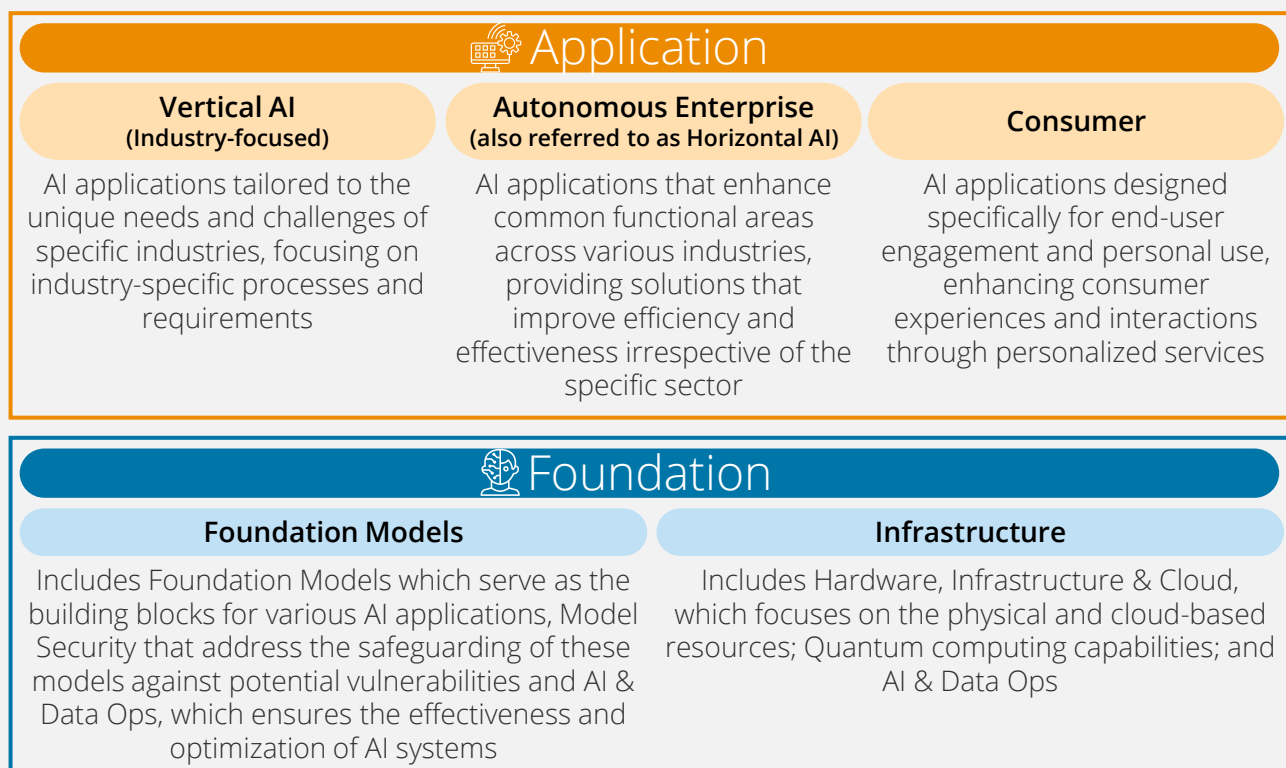 Application
Vertical AI
(Industry-focused)
AI applications tailored to the
unique needs and challenges of
specific industries, focusing on
industry-specific processes and
requirements
Autonomous Enterprise
(also referred to as Horizontal AI)
AI applications that enhance
common functional areas
across various industries,
providing solutions that
improve efficiency and
effectiveness irrespective of the
specific sector
Consumer
AI applications designed
specifically for end-user
engagement and personal use,
enhancing consumer
experiences and interactions
through personalized services
Foundation
Foundation Models
Includes Foundation Models which serve as the
building blocks for various AI applications, Model
Security that address the safeguarding of these
models against potential vulnerabilities and AI &
Data Ops, which ensures the effectiveness and
optimization of AI systems
Infrastructure
Includes Hardware, Infrastructure & Cloud,
which focuses on the physical and cloud-based
resources; Quantum computing capabilities; and
AI & Data Ops